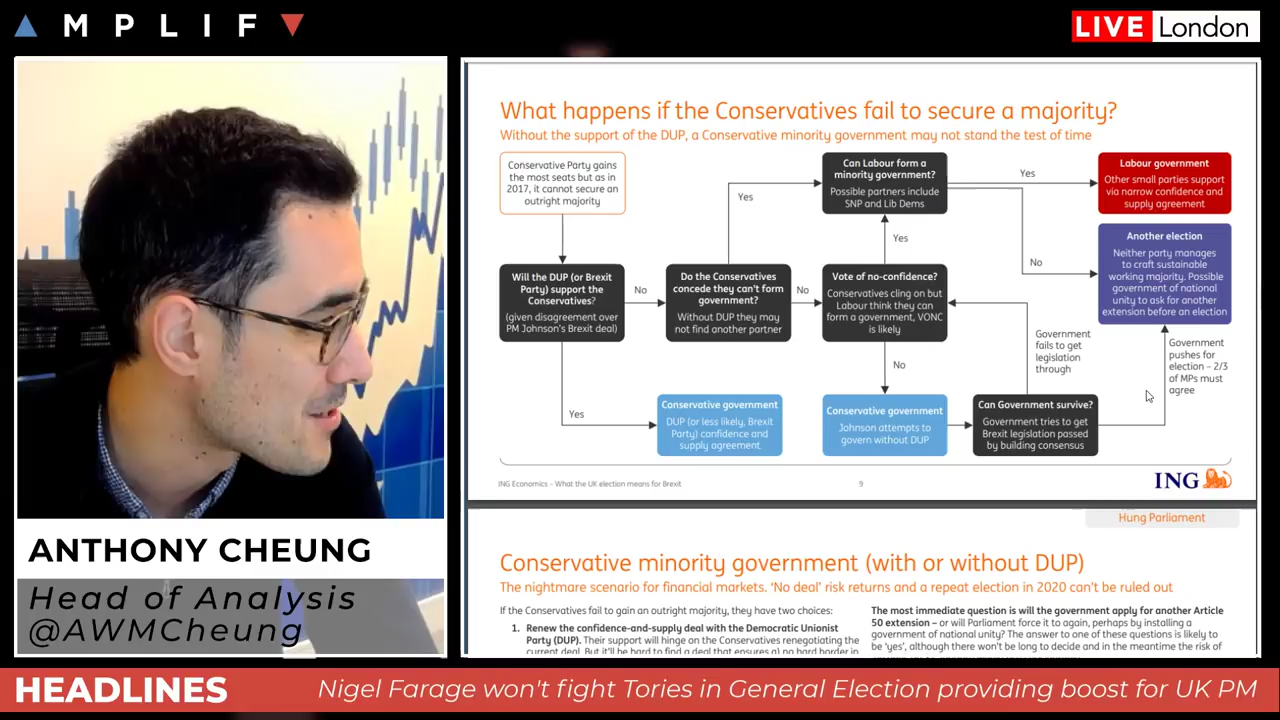 MPLIF
LIVE London
What happens if the Conservatives fail to secure a majority?
Without the support of the DUP, a Conservative minority government may not stand the test of time
Conservative Party gains
the most seats but as in
2017, it cannot secure an
outright majority
Can Labour form a
minority government?
Possible partners include
SNP and Lib Dems
Yes
Labour government
Other small parties support
via narrow confidence and
supply agreement
Yes
Yes
No
Another election
Neither party manages
to craft sustainable
working majority. Possible
government of national
unity to ask for another
extension before an election
Will the DUP (or Brexit
Party) support the
Conservatives?
(given disagreement over
PM Johnson's Brexit deal)
No
Do the Conservatives
concede they can't form
government?
Without DUP they may
not find another partner
No
Vote of no-confidence?
Conservatives cling on but
Labour think they can
form a government, VONC
is likely
Government
fails to get
legislation
through
Government
pushes for
election - 2/3
of MPs must
agree
No
Yes
Conservative government
DUP (or less likely, Brexit
Party) confidence and
supply agreement
Conservative government
Johnson attempts to
govern without DUP
Can Government survive?
Government tries to get
Brexit legislation passed
by building consensus
ING Economics - What the UK election means for Brexit
9
ING
Hung Parliament
Conservative minority government (with or without DUP)
The nightmare scenario for financial markets. 'No deal' risk returns and a repeat election in 2020 can't be ruled out
If the Conservatives fail to gain an outright majority, they have two choices:
1. Renew the confidence-and-supply deal with the Democratic Unionist
Party (DUP). Their support will hinge on the Conservatives renegotiating the
current deal. But it'll be hard to find a deal that ensures a) no hard border in
The most immediate question is will the government apply for another Article
50 extension – or will Parliament force it to again, perhaps by installing a
government of national unity? The answer to one of these questions is likely to
be 'yes', although there won't be long to decide and in the meantime the risk of
ANTHONY CHEUNG
Head of Analysis
@AWMCheung
HEADLINES
Nigel Farage won't fight Tories in General Election providing boost for UK PM